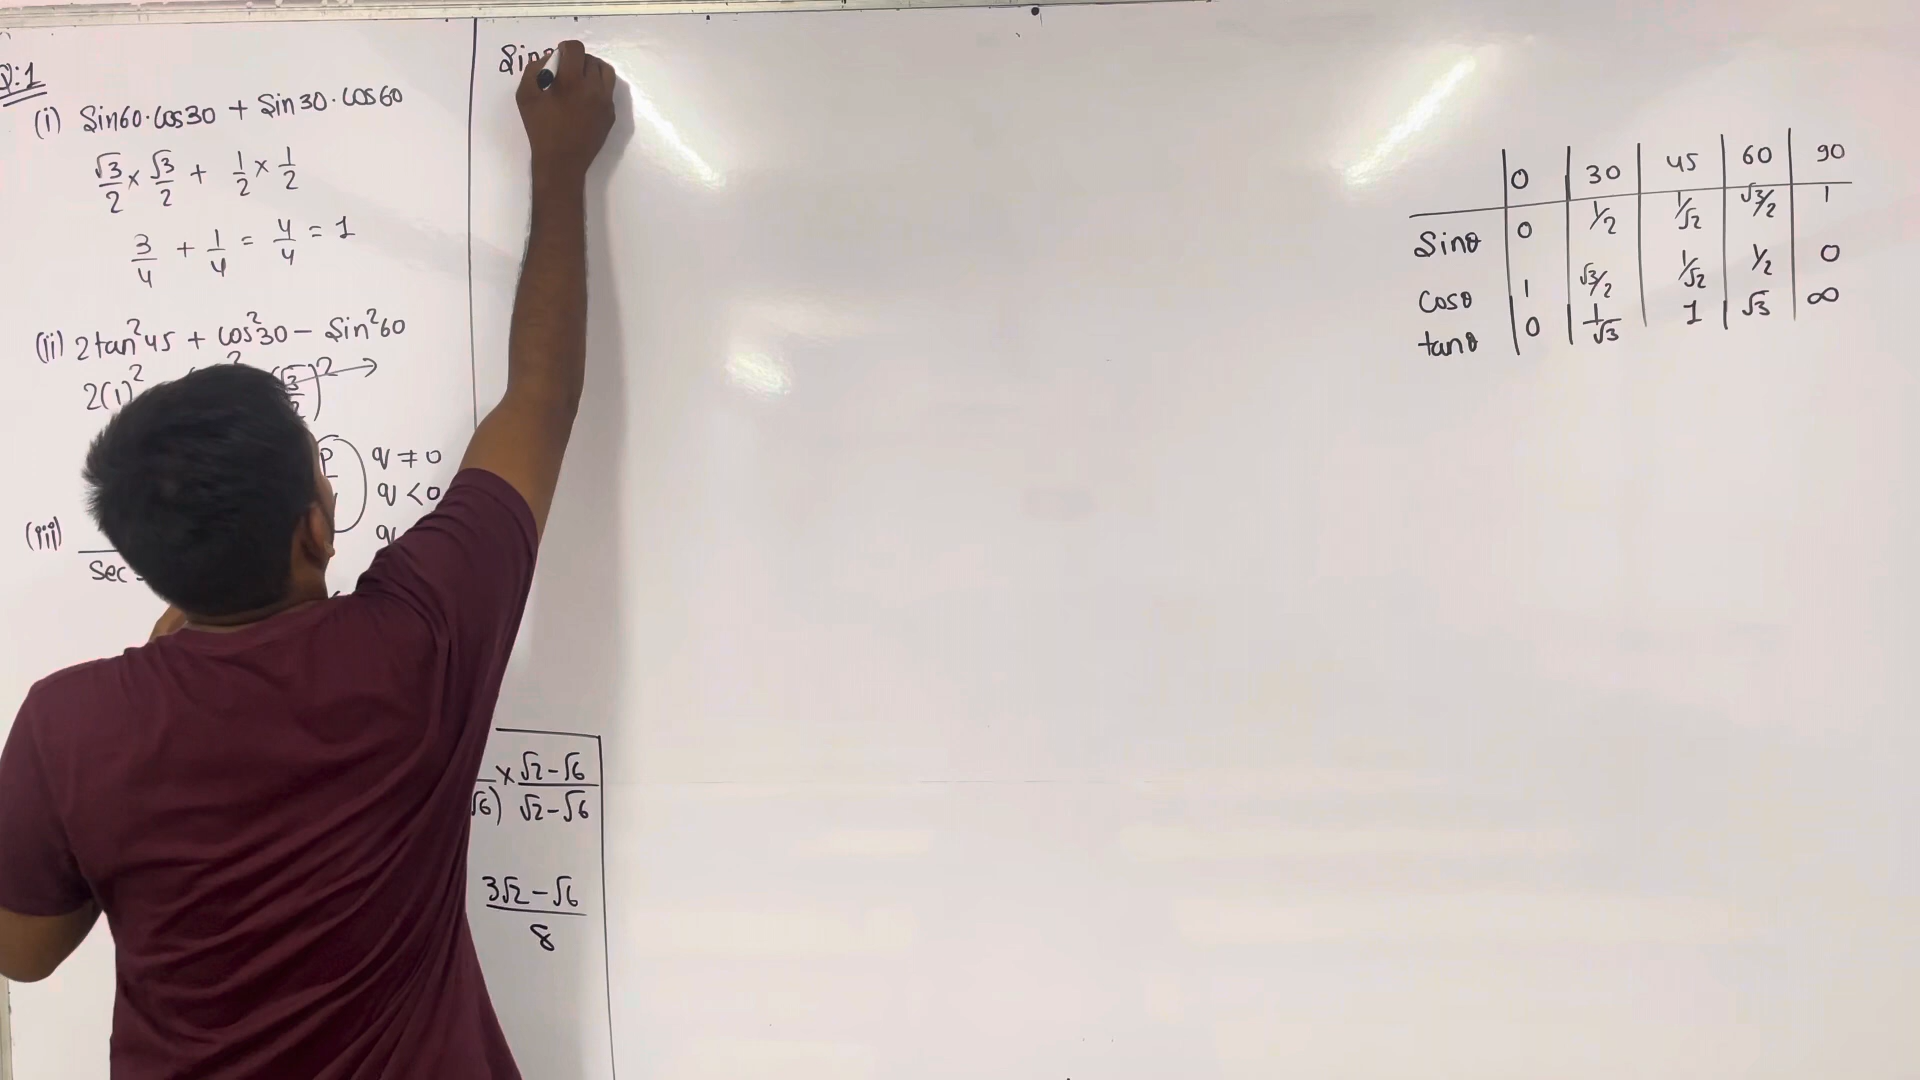 Q:1
(i) Sin60·Cos30 + Sin30·Cos60
√3/2 × √3/2 + 1/2 × 1/2
3/4 + 1/4 = 4/4 = 1
(ii) 2tan²45 + cos²30 – Sin²60
2(1)²
q ≠ 0
q < 0
(iii)
Sec
× √2–√6 / √2–√6
3√2 – √6 / 8
Sin
0 30 45 60 90
Sinθ 0 1/2 1/√2 √3/2 1
Cosθ 1 √3/2 1/√2 1/2 0
tanθ 0 1/√3 1 √3 ∞